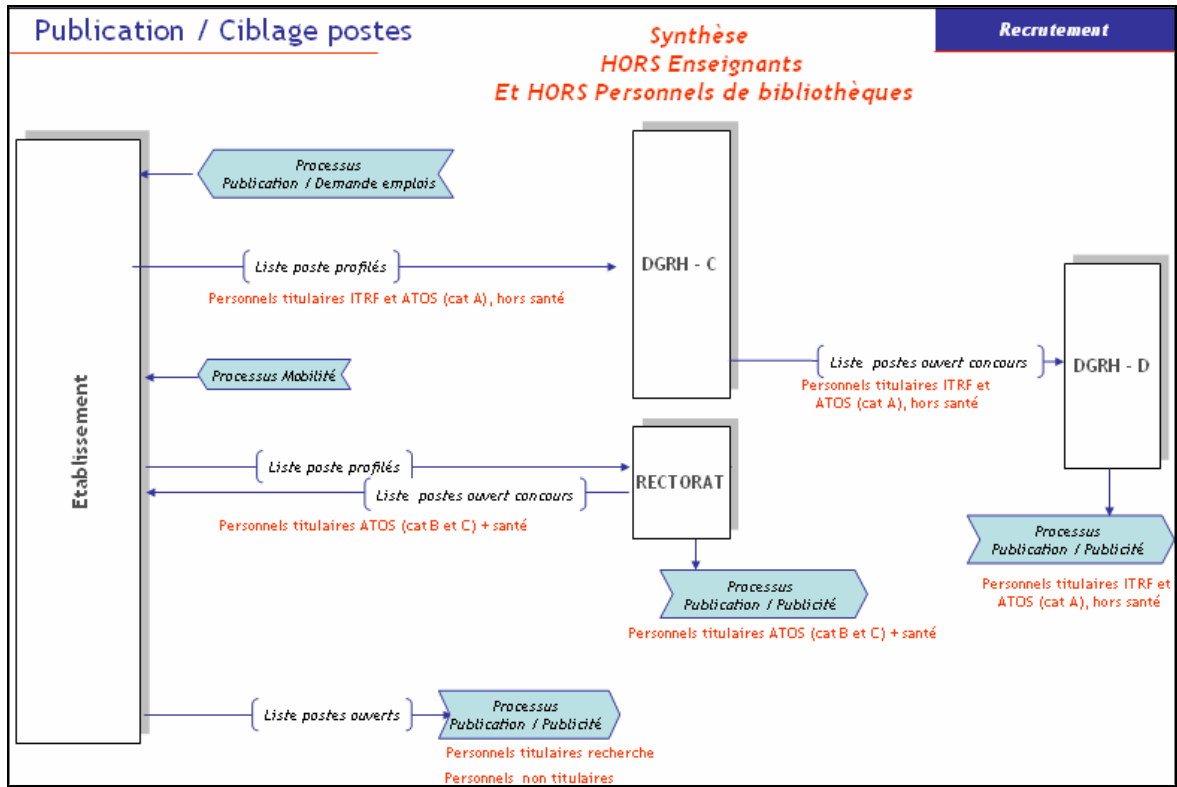 Publication / Ciblage postes
Synthèse
HORS Enseignants
Et HORS Personnels de bibliothèques
Recrutement
Etablissement
Processus
Publication / Demande emplois
Liste poste profilés
Personnels titulaires ITRF et ATOS (cat A), hors santé
DGRH - C
Processus Mobilité
Liste postes ouvert concours
Personnels titulaires ITRF et
ATOS (cat A), hors santé
DGRH - D
Liste poste profilés
Liste postes ouvert concours
Personnels titulaires ATOS (cat B et C) + santé
RECTORAT
Processus
Publication / Publicité
Personnels titulaires ITRF et
ATOS (cat A), hors santé
Processus
Publication / Publicité
Personnels titulaires ATOS (cat B et C) + santé
Liste postes ouverts
Processus
Publication / Publicité
Personnels titulaires recherche
Personnels non titulaires